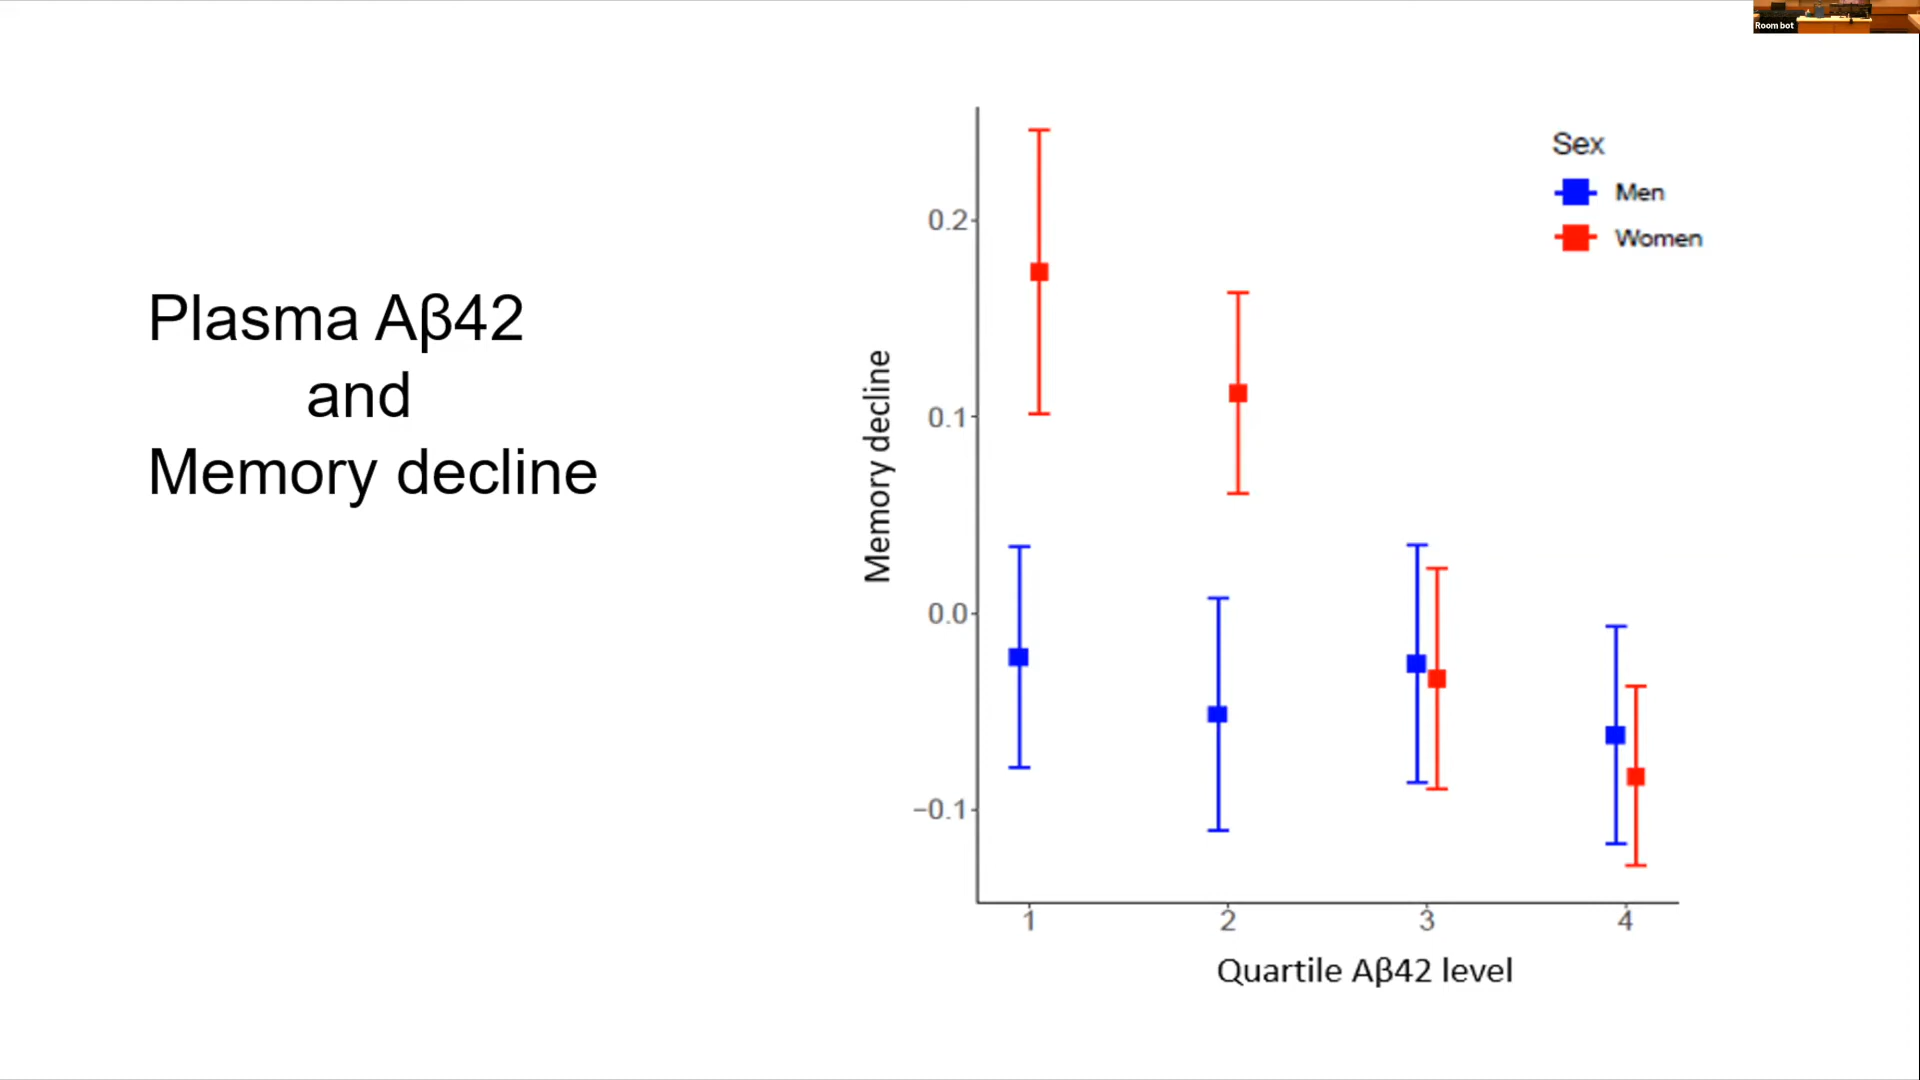 Room bot
Plasma Aβ42
and
Memory decline
Sex
Men
Women
Memory decline
0.2
0.1
0.0
−0.1
1 2 3 4
Quartile Aβ42 level